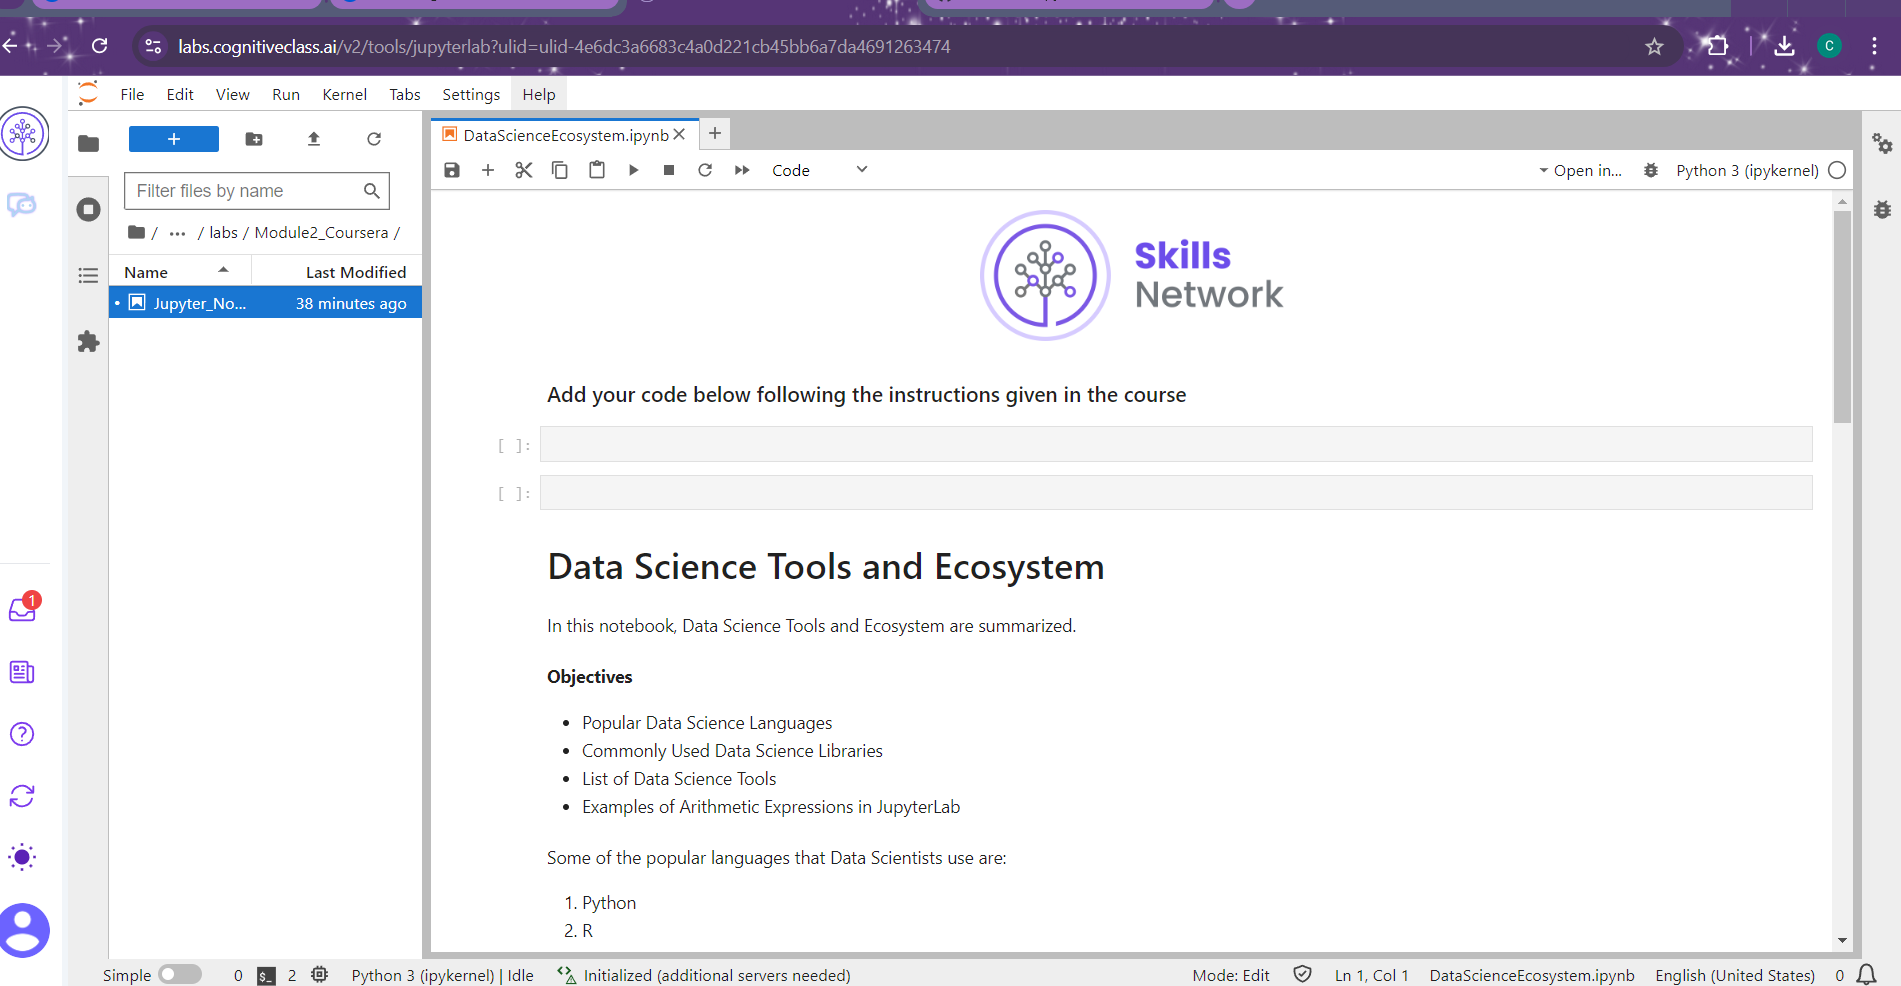 labs.cognitiveclass.ai/v2/tools/jupyterlab?ulid=ulid-4e6dc3a6683c4a0d221cb45bb6a7da4691263474
C
File Edit View Run Kernel Tabs Settings Help
+
DataScienceEcosystem.ipynb
Code
Open in...
Python 3 (ipykernel)
Filter files by name
/ ... / labs / Module2_Coursera /
Name Last Modified
• Jupyter_No... 38 minutes ago
Skills
Network
Add your code below following the instructions given in the course
[ ]:
[ ]:
Data Science Tools and Ecosystem
In this notebook, Data Science Tools and Ecosystem are summarized.
Objectives
• Popular Data Science Languages
• Commonly Used Data Science Libraries
• List of Data Science Tools
• Examples of Arithmetic Expressions in JupyterLab
Some of the popular languages that Data Scientists use are:
1. Python
2. R
1
Simple 0 $_ 2 Python 3 (ipykernel) | Idle Initialized (additional servers needed) Mode: Edit Ln 1, Col 1 DataScienceEcosystem.ipynb English (United States) 0